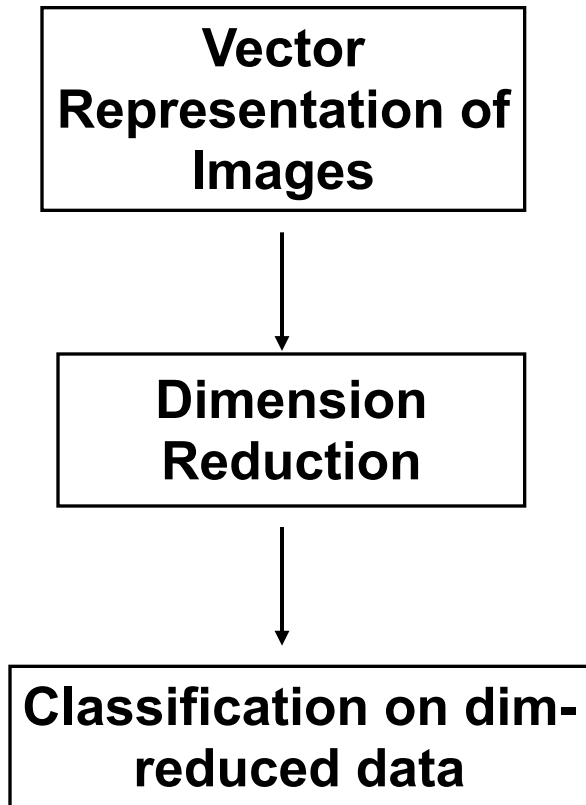 Vector
Representation of
Images
Dimension
Reduction
Classification on dim-
reduced data